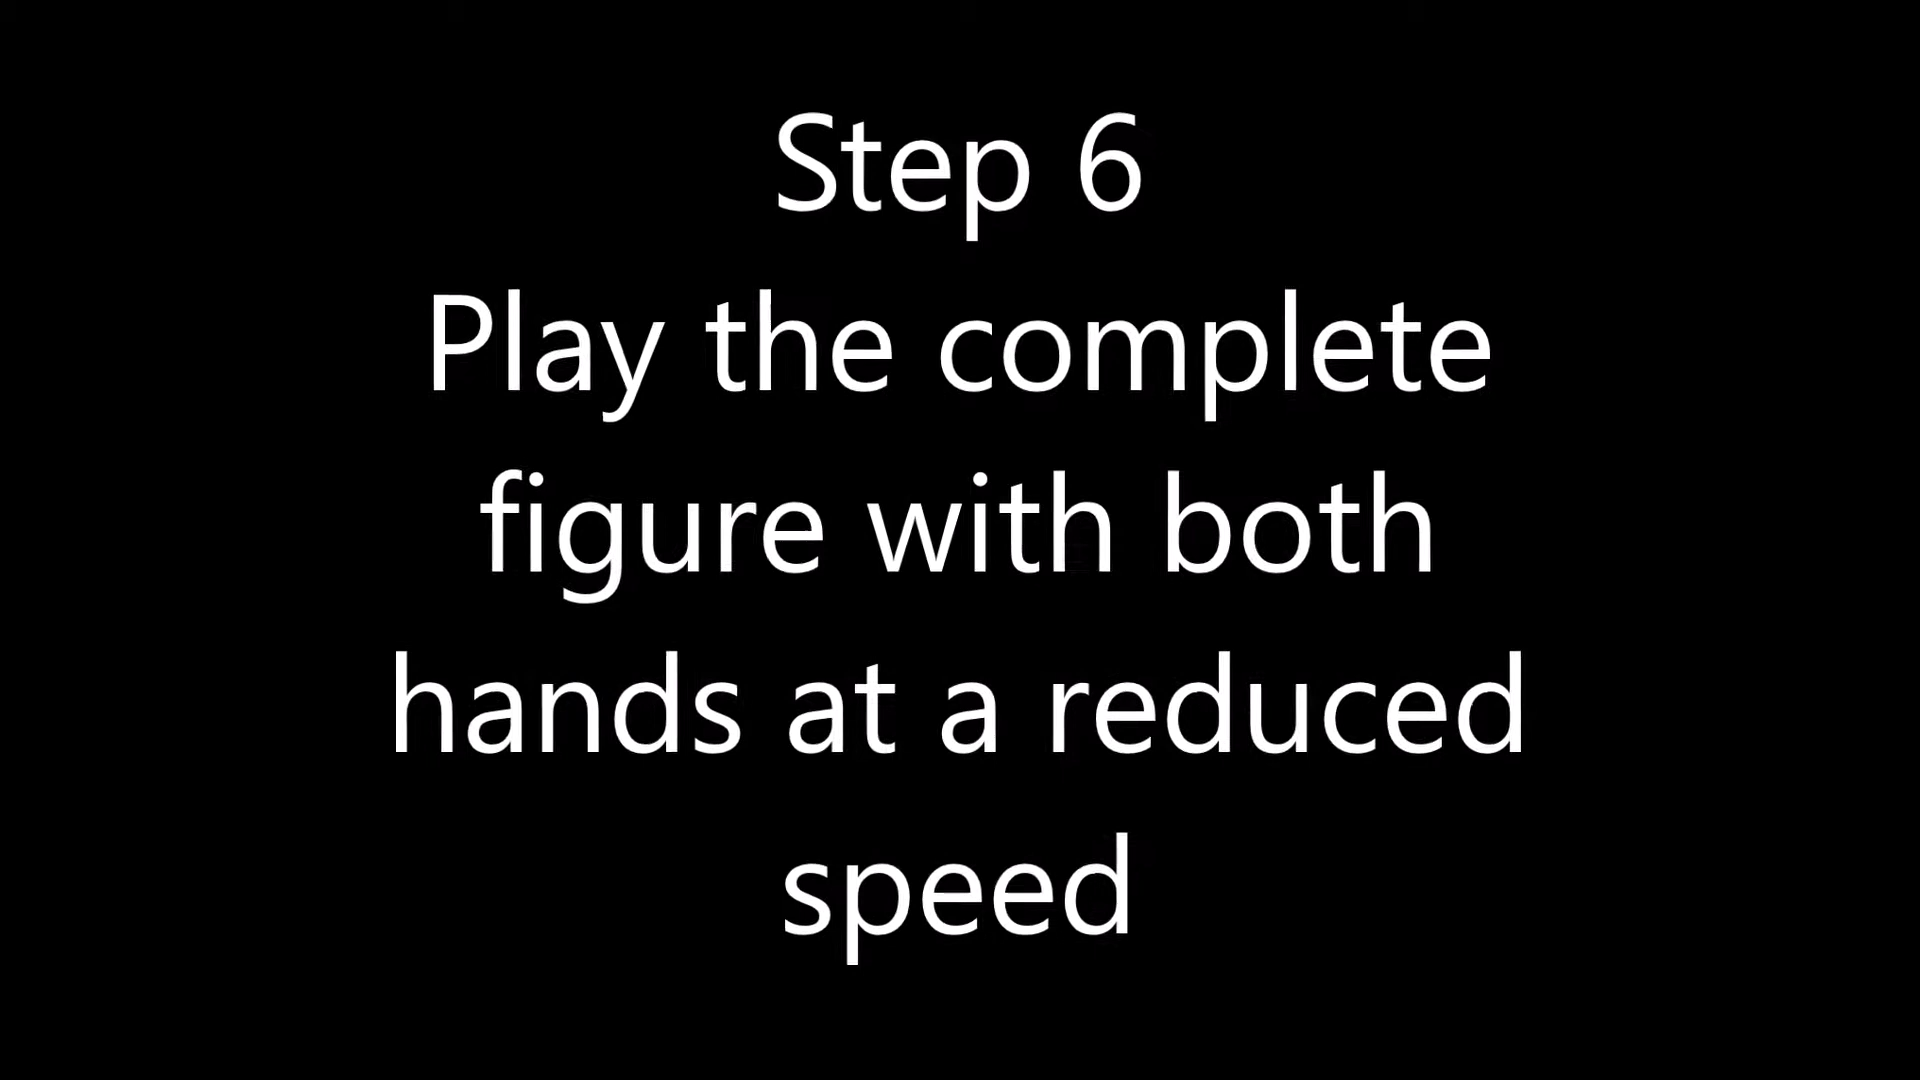 Step 6
Play the complete
figure with both
hands at a reduced
speed